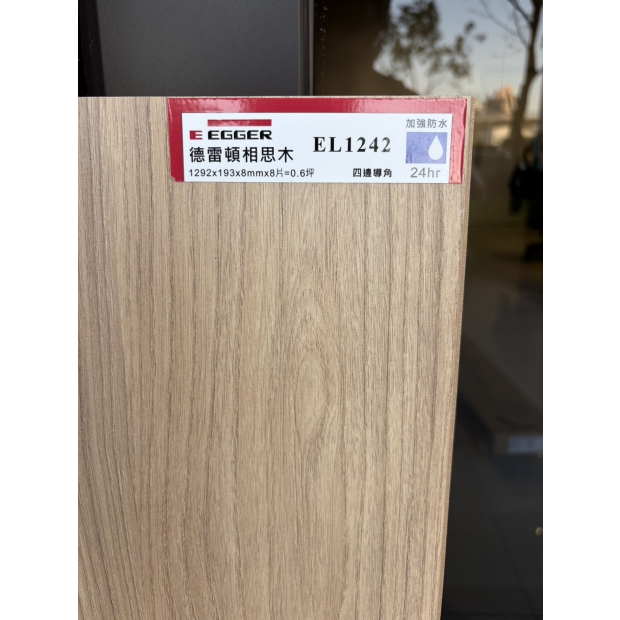 E EGGER
德雷頓相思木 EL1242
1292x193x8mmx8片=0.6坪 四邊導角
加強防水
24hr